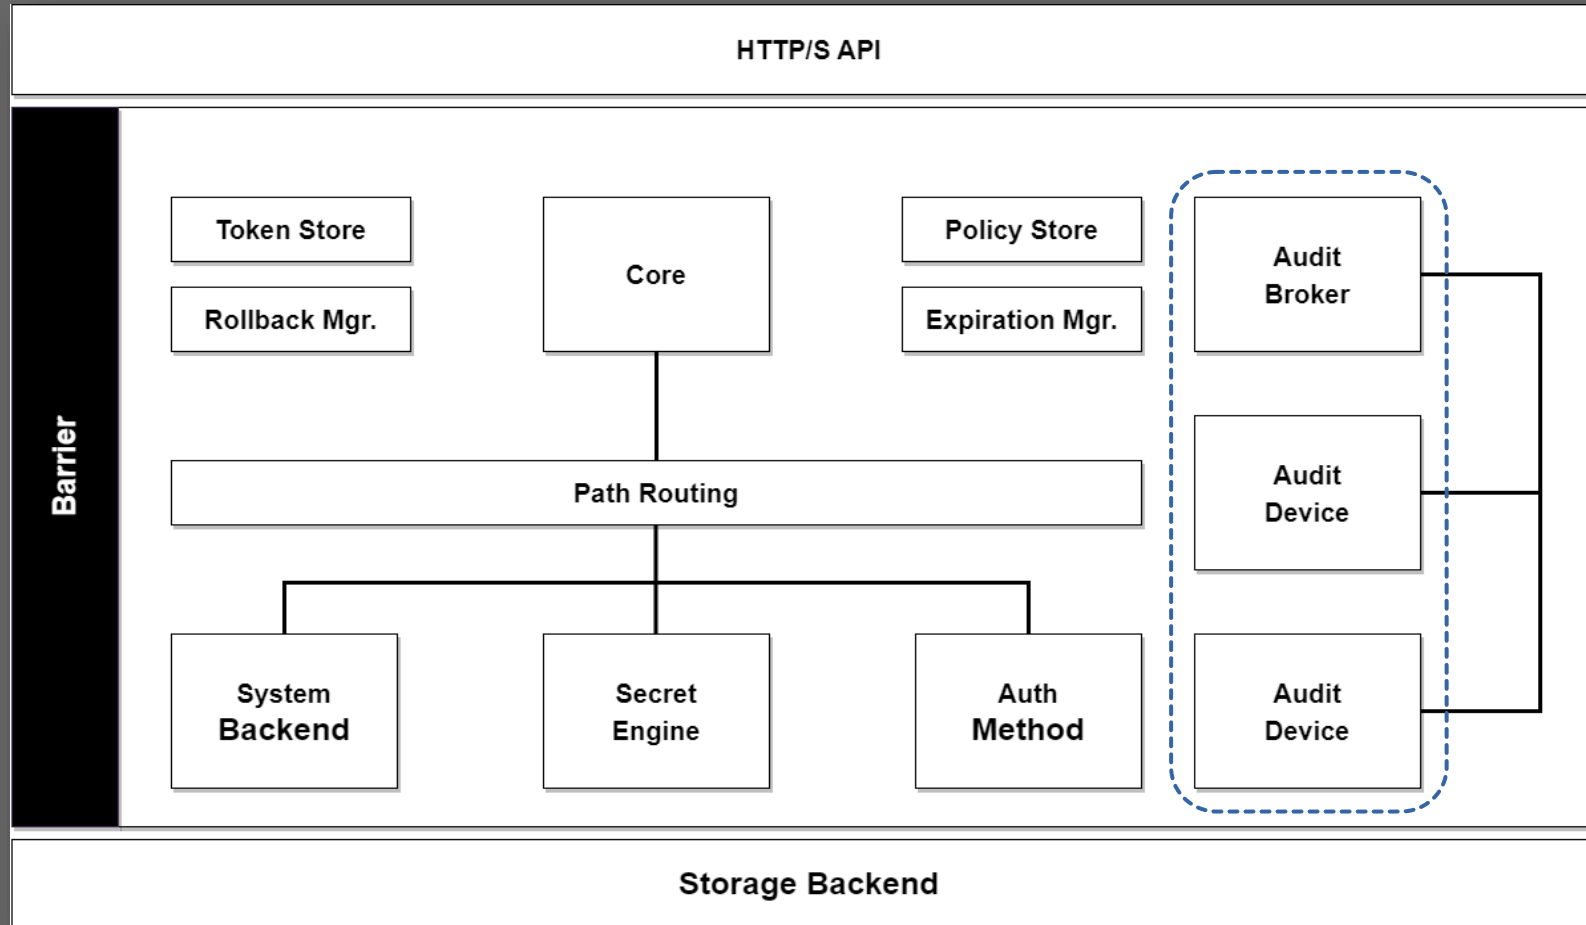 HTTP/S API
Barrier
Token Store
Rollback Mgr.
Core
Policy Store
Expiration Mgr.
Audit
Broker
Path Routing
Audit
Device
System
Backend
Secret
Engine
Auth
Method
Audit
Device
Storage Backend